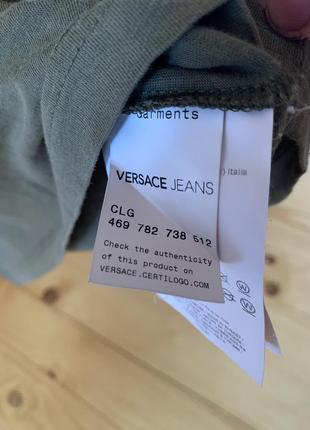 Garments
VERSACE JEANS
CLG
469 782 738 512
Check the authenticity
of this product on
VERSACE.CERTILOGO.COM
) Italia
W
W